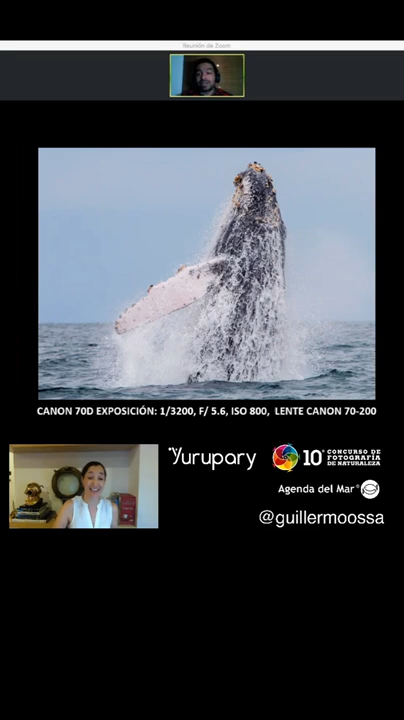 Reunión de Zoom
CANON 70D EXPOSICIÓN: 1/3200, F/ 5.6, ISO 800, LENTE CANON 70-200
Yurupary
10° CONCURSO DE
FOTOGRAFÍA
DE NATURALEZA
Agenda del Mar
@guillermoossa